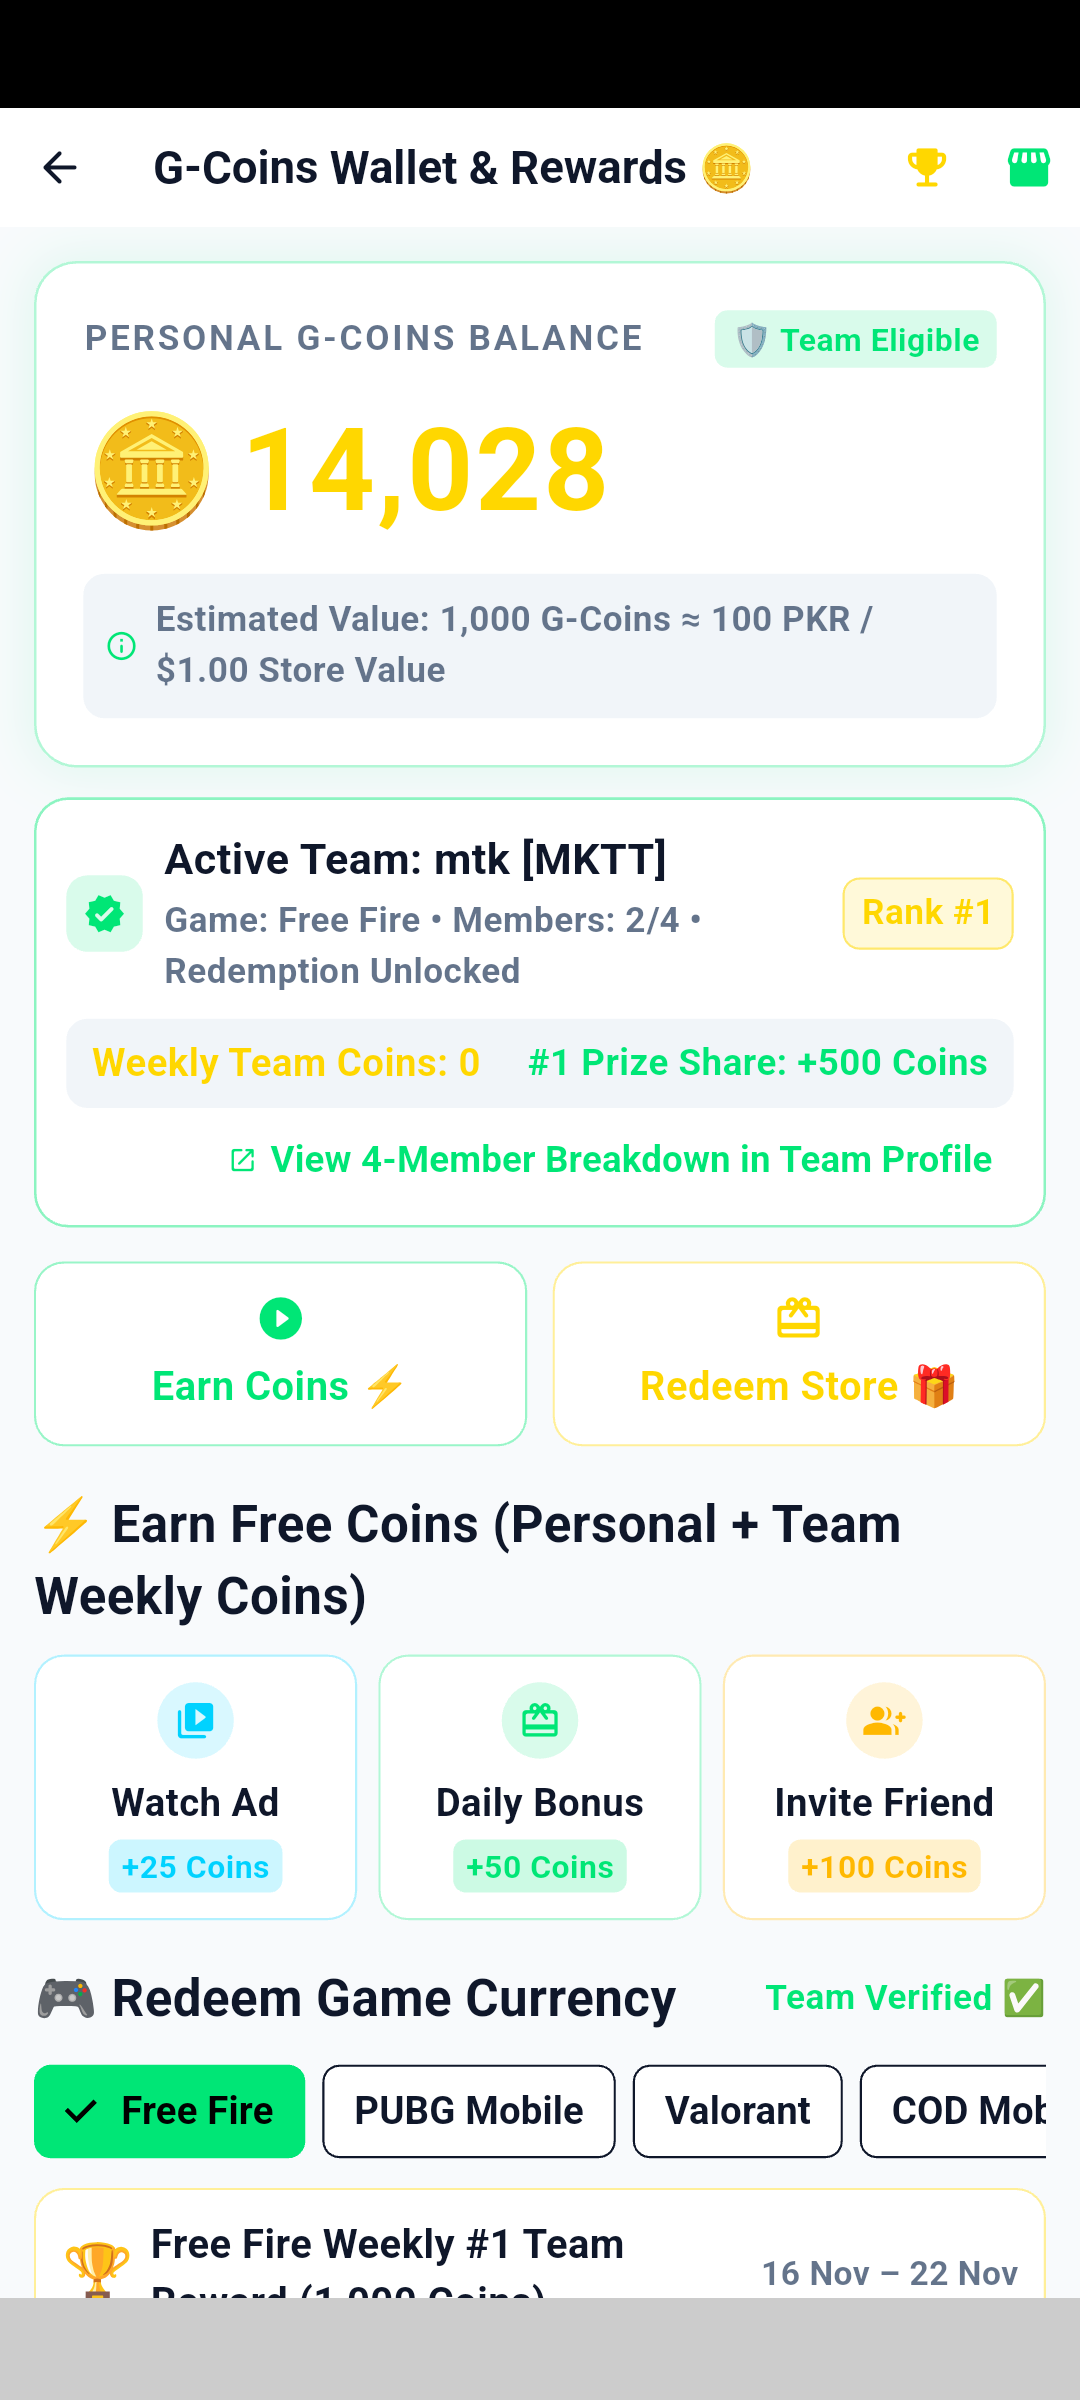 G-Coins Wallet & Rewards 🪙
PERSONAL G-COINS BALANCE
🛡️ Team Eligible
🪙 14,028
Estimated Value: 1,000 G-Coins ≈ 100 PKR /
$1.00 Store Value
Active Team: mtk [MKTT]
Game: Free Fire • Members: 2/4 •
Redemption Unlocked
Rank #1
Weekly Team Coins: 0
#1 Prize Share: +500 Coins
View 4-Member Breakdown in Team Profile
Earn Coins ⚡
Redeem Store 🎁
⚡ Earn Free Coins (Personal + Team
Weekly Coins)
Watch Ad
+25 Coins
Daily Bonus
+50 Coins
Invite Friend
+100 Coins
🎮 Redeem Game Currency
Team Verified ✅
Free Fire
PUBG Mobile
Valorant
COD Mob
🏆 Free Fire Weekly #1 Team
Reward (1,000 Coins)
16 Nov – 22 Nov